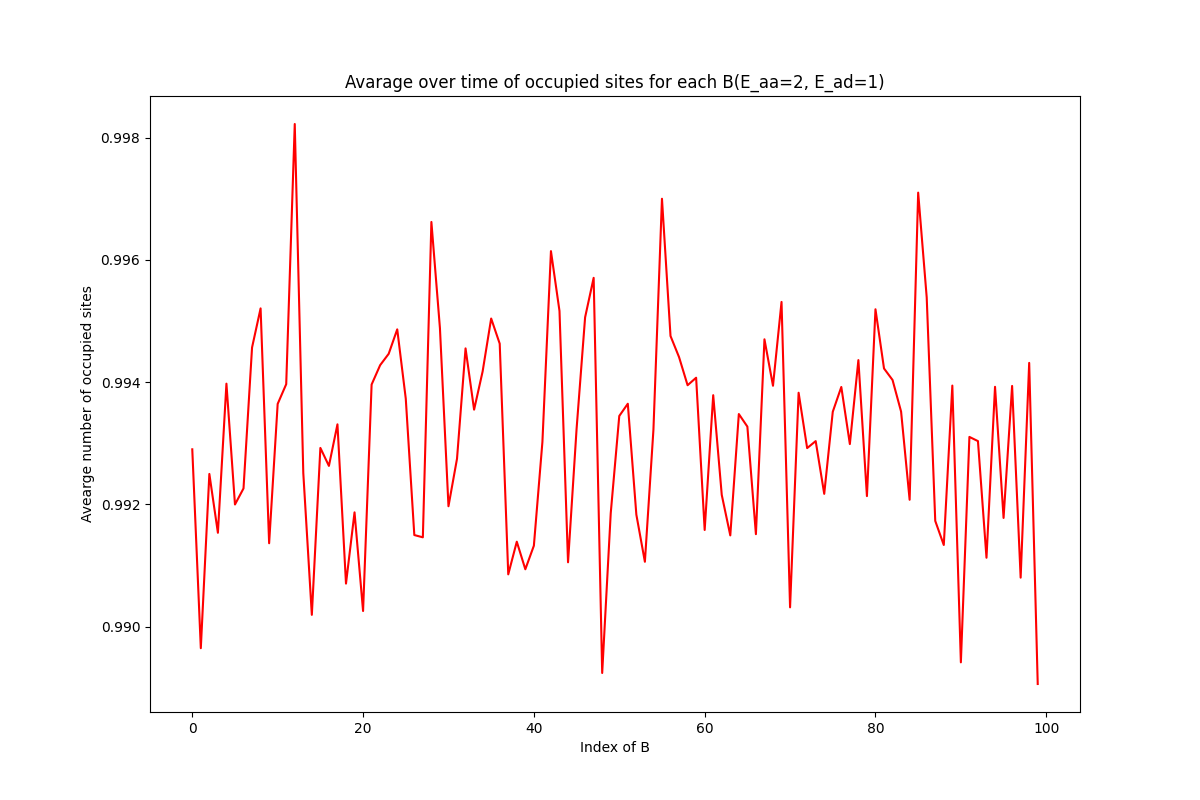 Avarage over time of occupied sites for each B(E_aa=2, E_ad=1)
0.998
0.996
0.994
0.992
0.990
Avearge number of occupied sites
0 20 40 60 80 100
Index of B